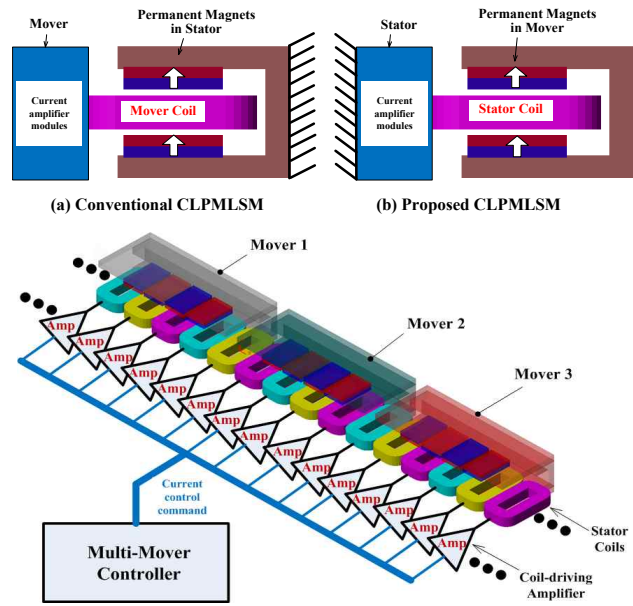 Mover
Permanent Magnets
in Stator
Current
amplifier
modules
Mover Coil
(a) Conventional CLPMLSM
Stator
Permanent Magnets
in Mover
Current
amplifier
modules
Stator Coil
(b) Proposed CLPMLSM
Mover 1
Mover 2
Mover 3
Amp
Amp
Amp
Amp
Amp
Amp
Amp
Amp
Amp
Amp
Amp
Amp
Amp
Current
control
command
Multi-Mover
Controller
Stator
Coils
Coil-driving
Amplifier